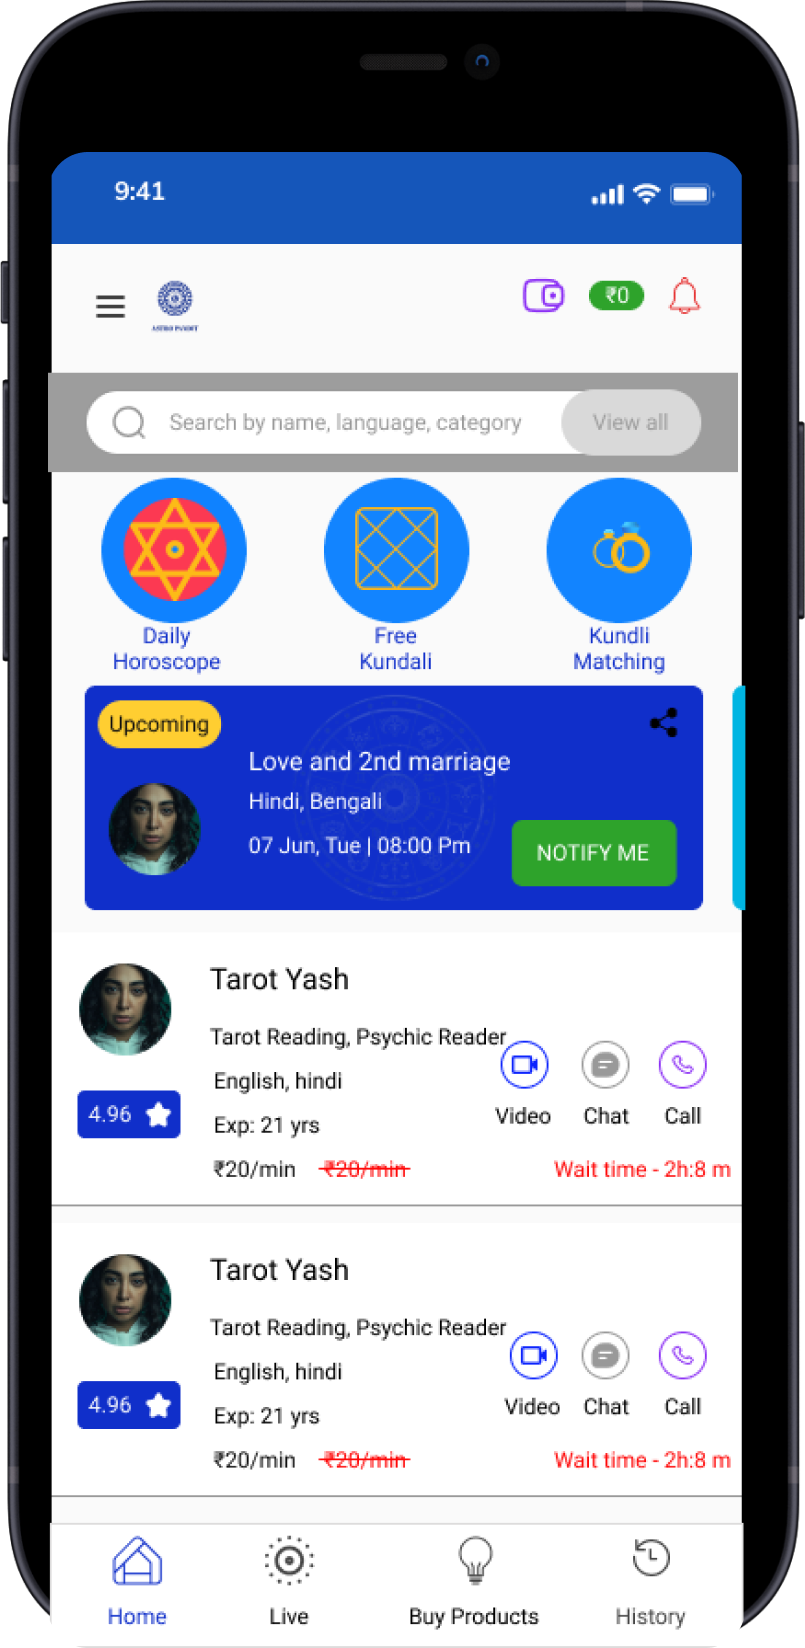 9:41
ASTRO PANDIT
₹0
Search by name, language, category
View all
Daily
Horoscope
Free
Kundali
Kundli
Matching
Upcoming
Love and 2nd marriage
Hindi, Bengali
07 Jun, Tue | 08:00 Pm
NOTIFY ME
Tarot Yash
Tarot Reading, Psychic Reader
English, hindi
4.96
Exp: 21 yrs
Video
Chat
Call
₹20/min
₹20/min
Wait time - 2h:8 m
Tarot Yash
Tarot Reading, Psychic Reader
English, hindi
4.96
Exp: 21 yrs
Video
Chat
Call
₹20/min
₹20/min
Wait time - 2h:8 m
Home
Live
Buy Products
History